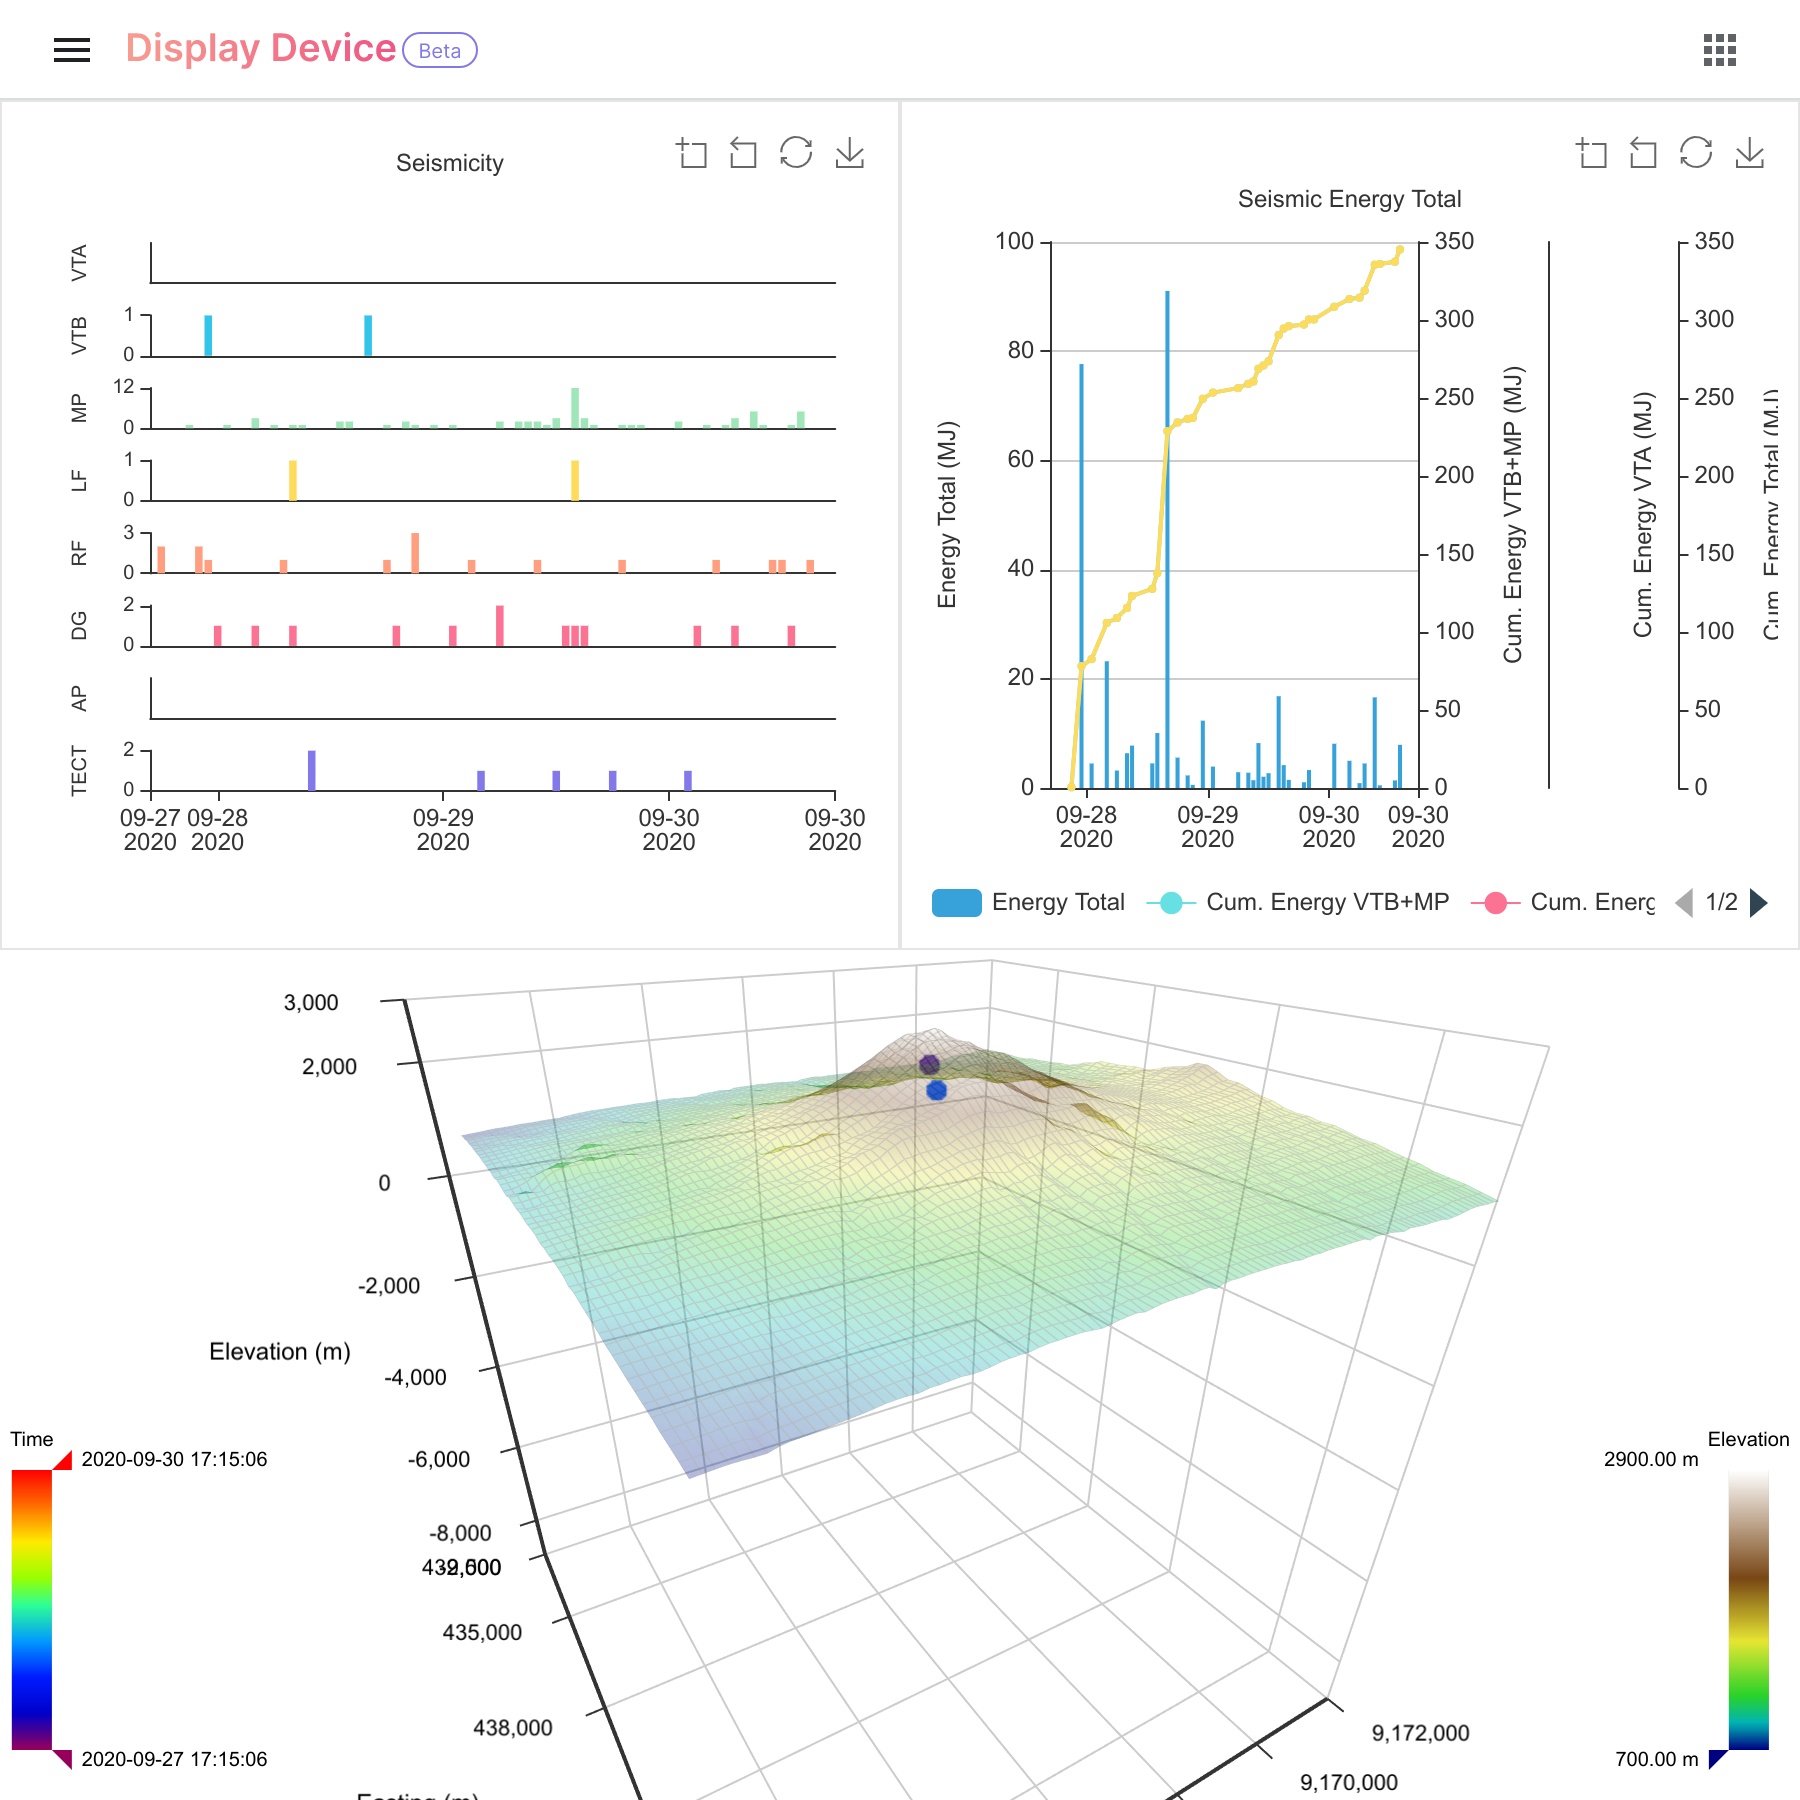 Display Device Beta
Seismicity
VTA
VTB
1
0
MP
12
0
LF
1
0
RF
3
0
DG
2
0
AP
TECT
2
0
09-27 2020
09-28 2020
09-29 2020
09-30 2020
09-30 2020
Seismic Energy Total
Energy Total (MJ)
100
80
60
40
20
0
350
300
250
200
150
100
50
0
Cum. Energy VTB+MP (MJ)
Cum. Energy VTA (MJ)
350
300
250
200
150
100
50
0
Cum. Energy Total (MJ)
09-28 2020
09-29 2020
09-30 2020
09-30 2020
Energy Total
Cum. Energy VTB+MP
Cum. Energ
1/2
3,000
2,000
0
-2,000
Elevation (m)
-4,000
-6,000
-8,000
435,000
438,000
Easting (m)
9,172,000
9,170,000
Time
2020-09-30 17:15:06
2020-09-27 17:15:06
Elevation
2900.00 m
700.00 m